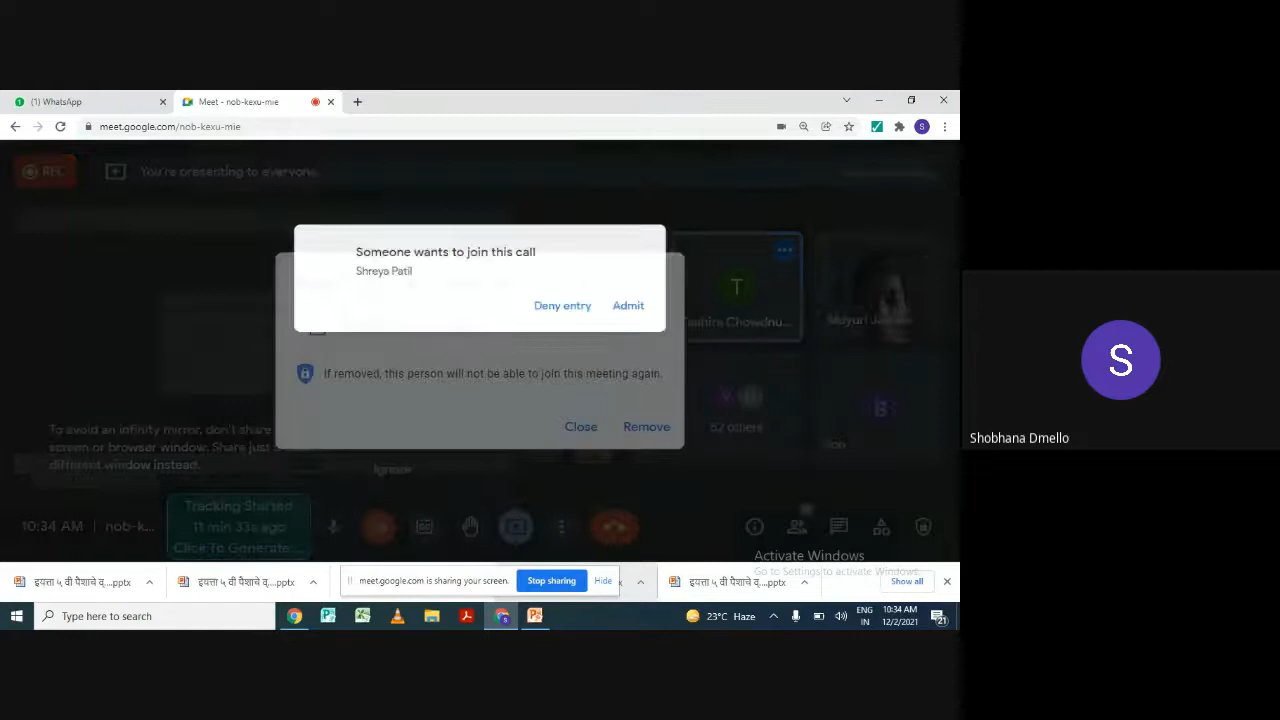 (1) WhatsApp
Meet - nob-kexu-mie
meet.google.com/nob-kexu-mie
S
REC
You're presenting to everyone
Someone wants to join this call
Shreya Patil
Deny entry
Admit
T
If removed, this person will not be able to join this meeting again.
Close
Remove
62 others
To avoid an infinity mirror, don't share
screen or browser window. Share just
different window instead.
Ignore
S
Shobhana Dmello
10:34 AM | nob-k...
Tracking Started
11 min 33s ago
Click To Generate...
Activate Windows
Go to Settings to activate Windows.
इयत्ता ५ वी पैशाचे व्....pptx
इयत्ता ५ वी पैशाचे व्....pptx
meet.google.com is sharing your screen.
Stop sharing
Hide
इयत्ता ५ वी पैशाचे व्....pptx
Show all
Type here to search
23°C Haze
ENG
IN
10:34 AM
12/2/2021
21